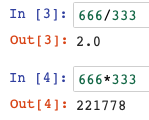 In [3]: 666/333
Out[3]: 2.0
In [4]: 666*333
Out[4]: 221778